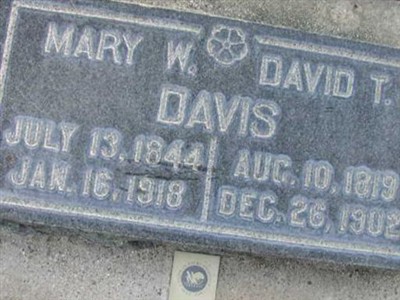 MARY W. DAVID T.
DAVIS
JULY 13, 1844 AUG. 10, 1819
JAN. 16, 1918 DEC. 26, 1902